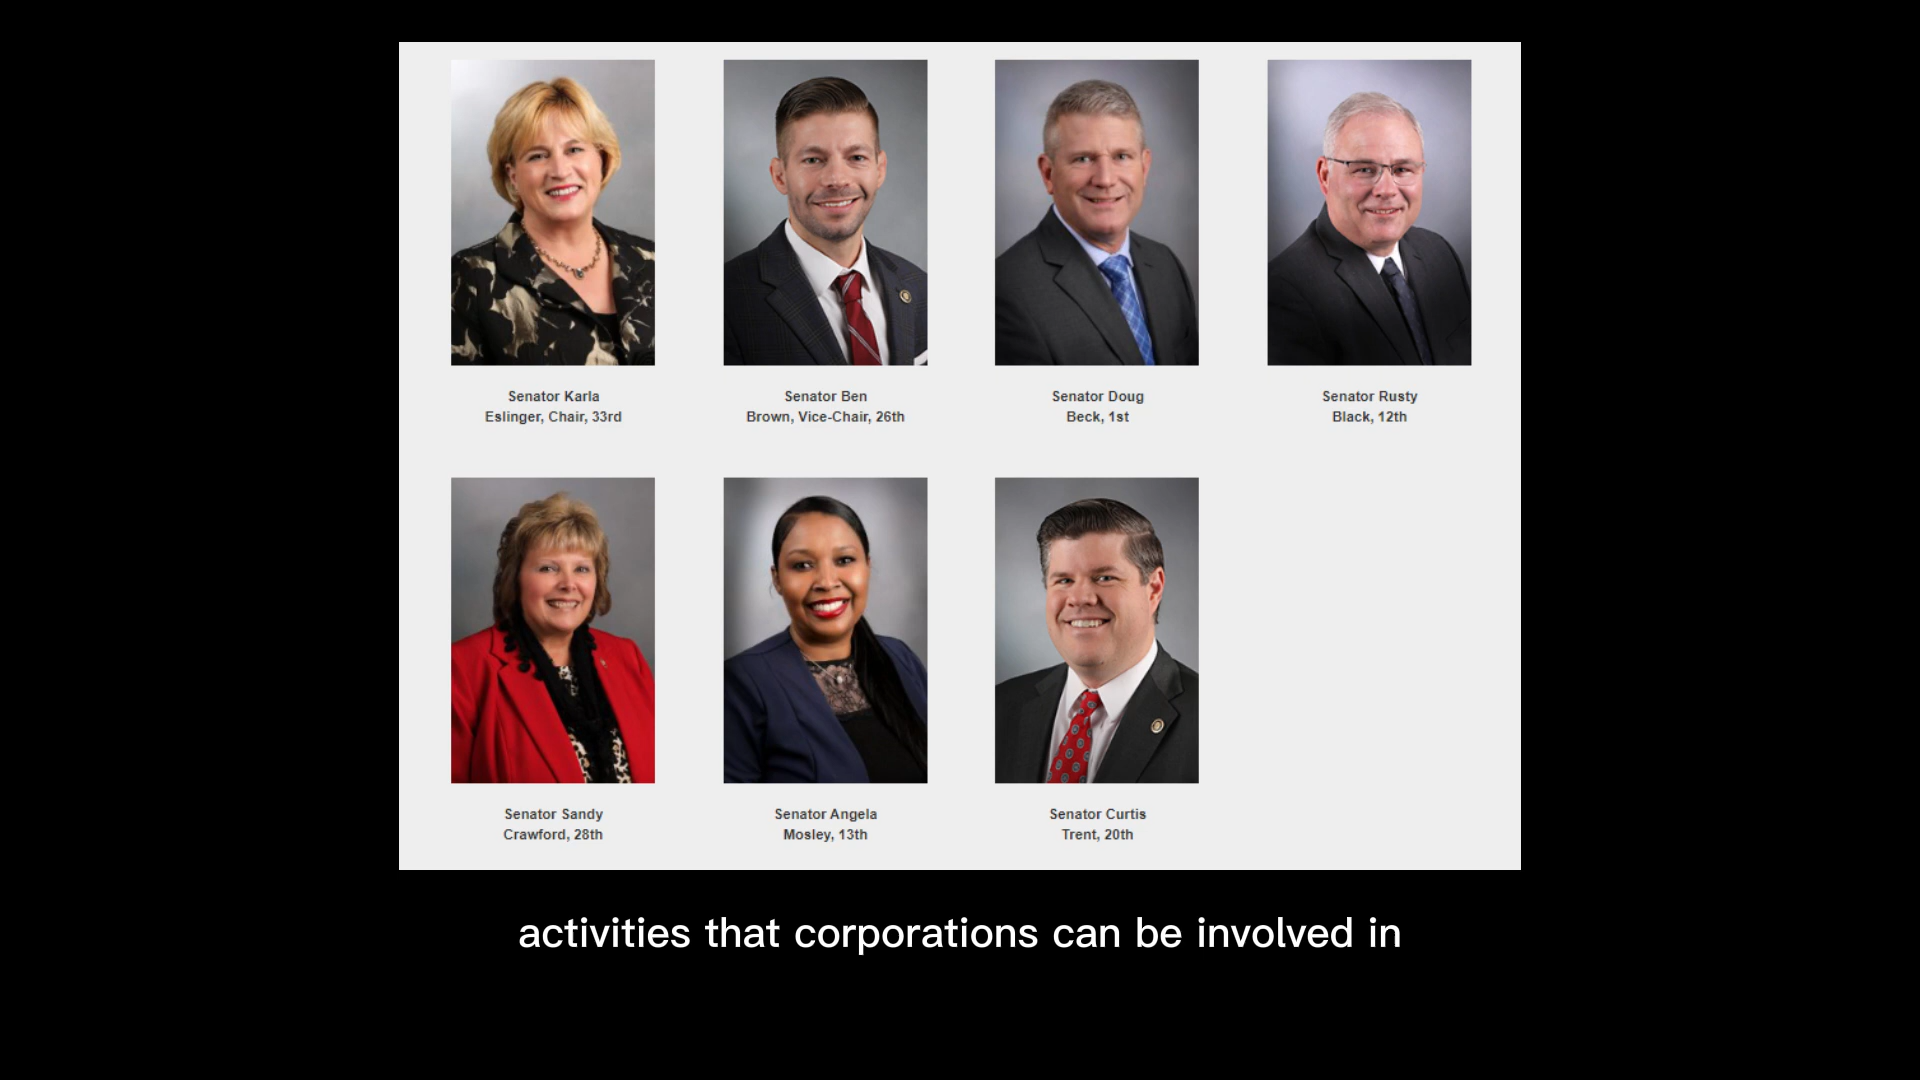 Senator Karla
Eslinger, Chair, 33rd
Senator Ben
Brown, Vice-Chair, 26th
Senator Doug
Beck, 1st
Senator Rusty
Black, 12th
Senator Sandy
Crawford, 28th
Senator Angela
Mosley, 13th
Senator Curtis
Trent, 20th
activities that corporations can be involved in